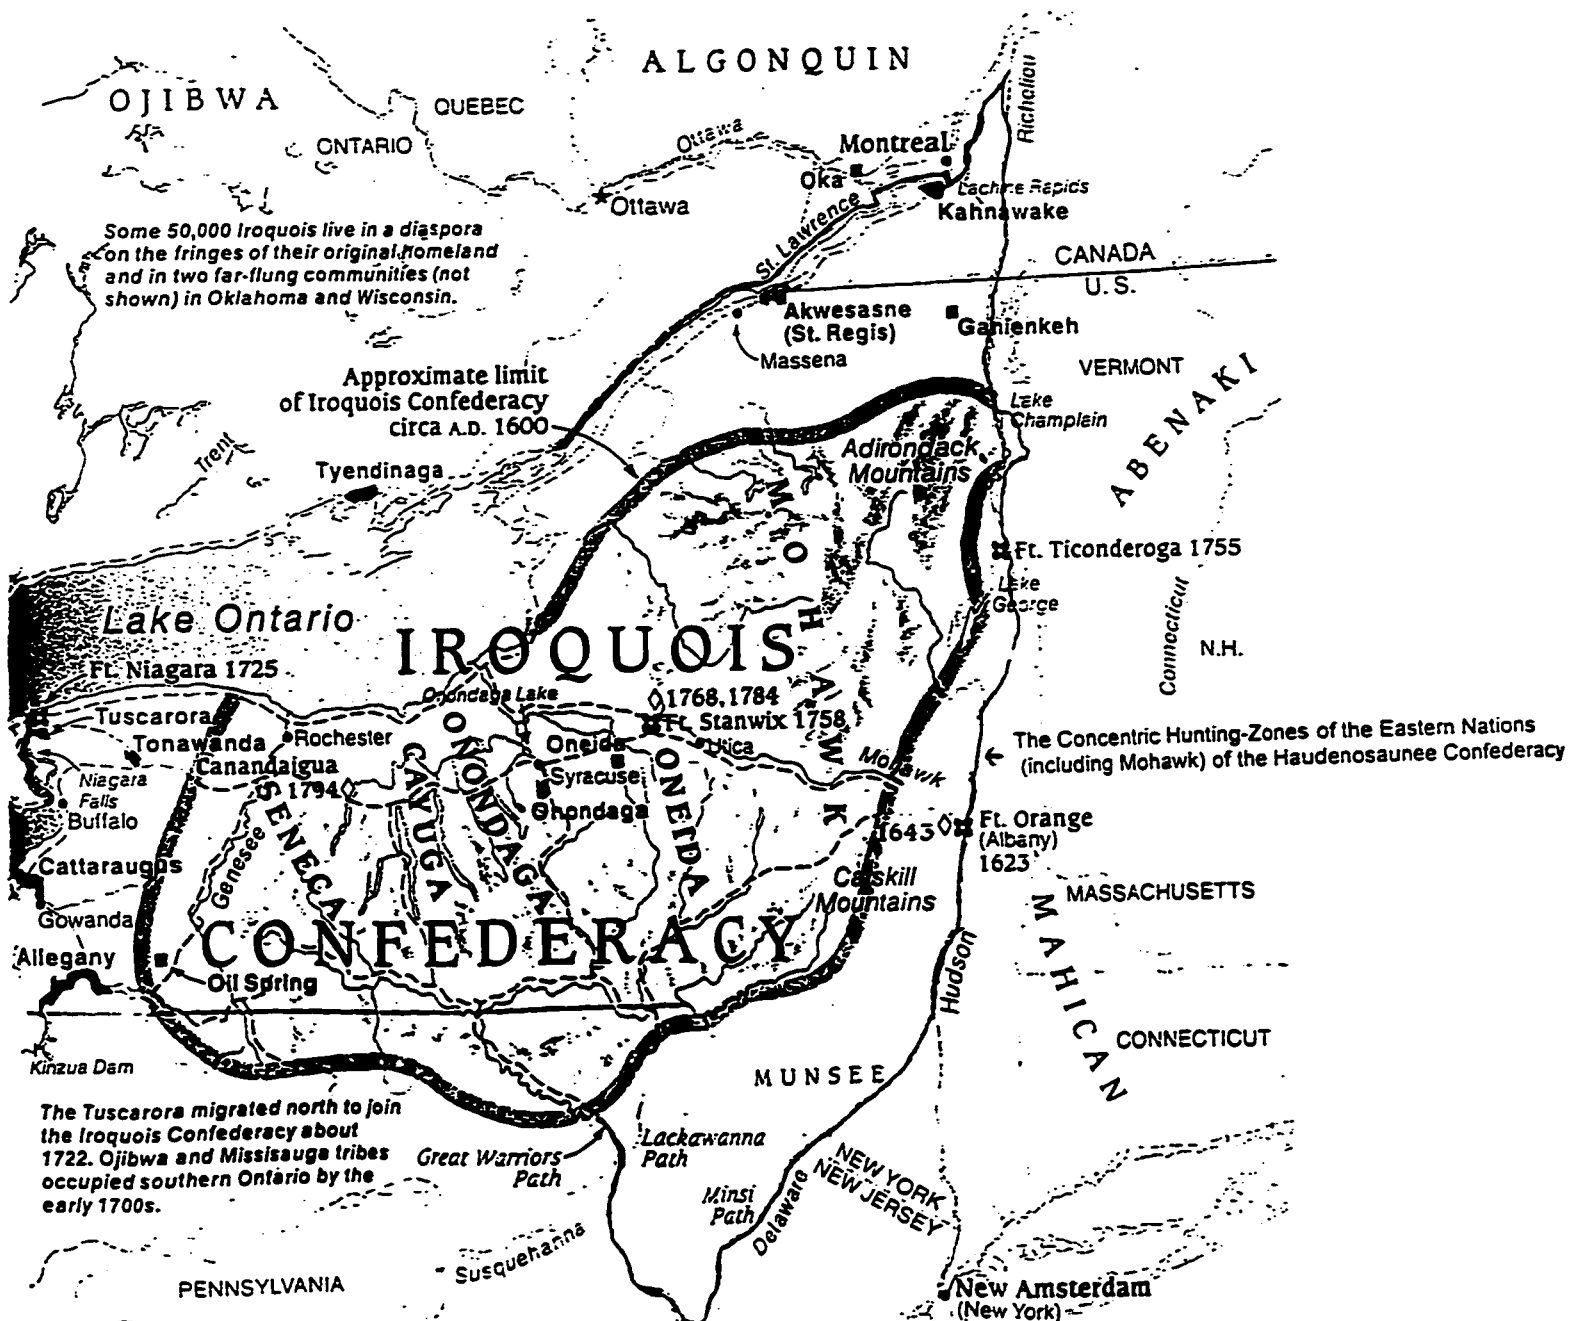 ALGONQUIN
OJIBWA
QUEBEC
ONTARIO
Ottawa
Richelieu
Montreal
Oka
Lachine Rapids
Kahnawake
Ottawa
St. Lawrence
Some 50,000 Iroquois live in a diaspora
on the fringes of their original homeland
and in two far-flung communities (not
shown) in Oklahoma and Wisconsin.
CANADA
U.S.
Akwesasne
(St. Regis)
Ganienkeh
Massena
VERMONT
ABENAKI
Approximate limit
of Iroquois Confederacy
circa A.D. 1600
Lake
Champlain
Trent
Tyendinaga
Adirondack
Mountains
MOHAWK
Ft. Ticonderoga 1755
Lake
George
Connecticut
N.H.
Lake Ontario
IROQUOIS
Ft. Niagara 1725
Onondaga Lake
1768, 1784
Ft. Stanwix 1758
Tuscarora
Rochester
Oneida
Utica
Tonawanda
Canandaigua
1794
Syracuse
Mohawk
The Concentric Hunting-Zones of the Eastern Nations
(including Mohawk) of the Haudenosaunee Confederacy
Niagara
Falls
Buffalo
Onondaga
SENECA
CAYUGA
ONONDAGA
ONEIDA
1643
Ft. Orange
(Albany)
1623
Cattaraugus
Genesee
Catskill
Mountains
MASSACHUSETTS
MAHICAN
Gowanda
CONFEDERACY
Allegany
Oil Spring
Hudson
CONNECTICUT
Kinzua Dam
MUNSEE
The Tuscarora migrated north to join
the Iroquois Confederacy about
1722. Ojibwa and Missisauga tribes
occupied southern Ontario by the
early 1700s.
Great Warriors
Path
Lackawanna
Path
Minsi
Path
Delaware
NEW YORK
NEW JERSEY
Susquehanna
PENNSYLVANIA
New Amsterdam
(New York)